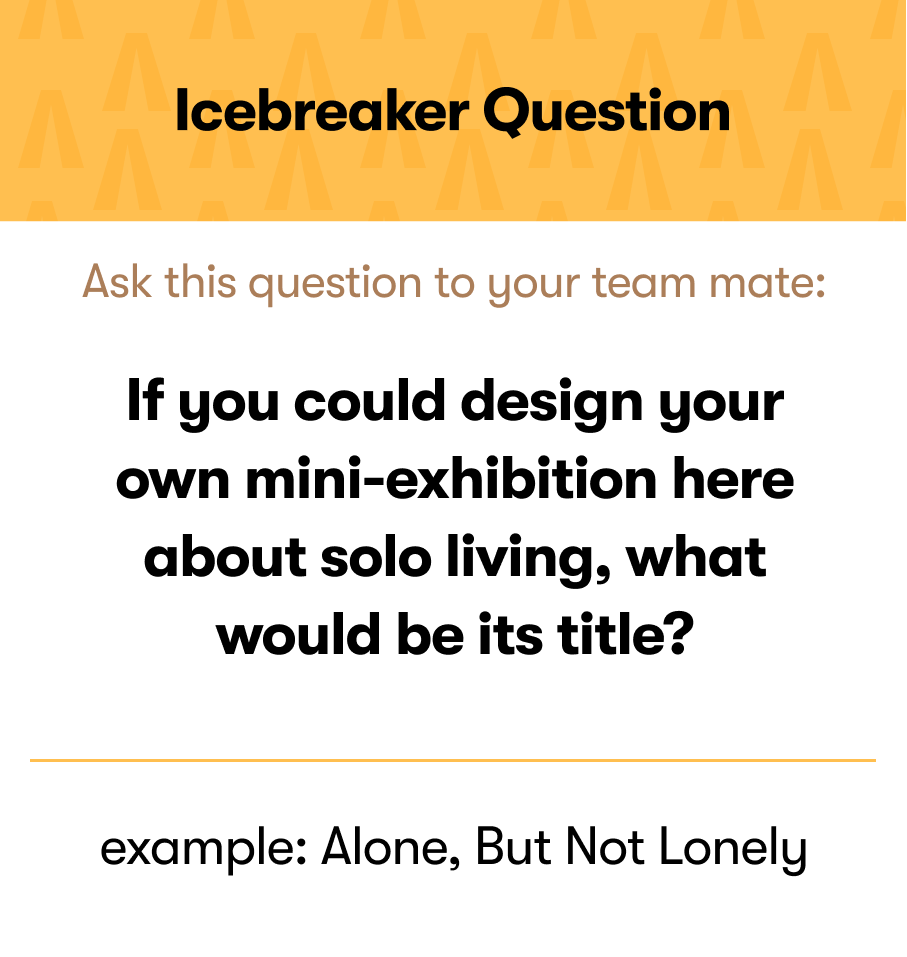 Icebreaker Question
Ask this question to your team mate:
If you could design your
own mini-exhibition here
about solo living, what
would be its title?
example: Alone, But Not Lonely